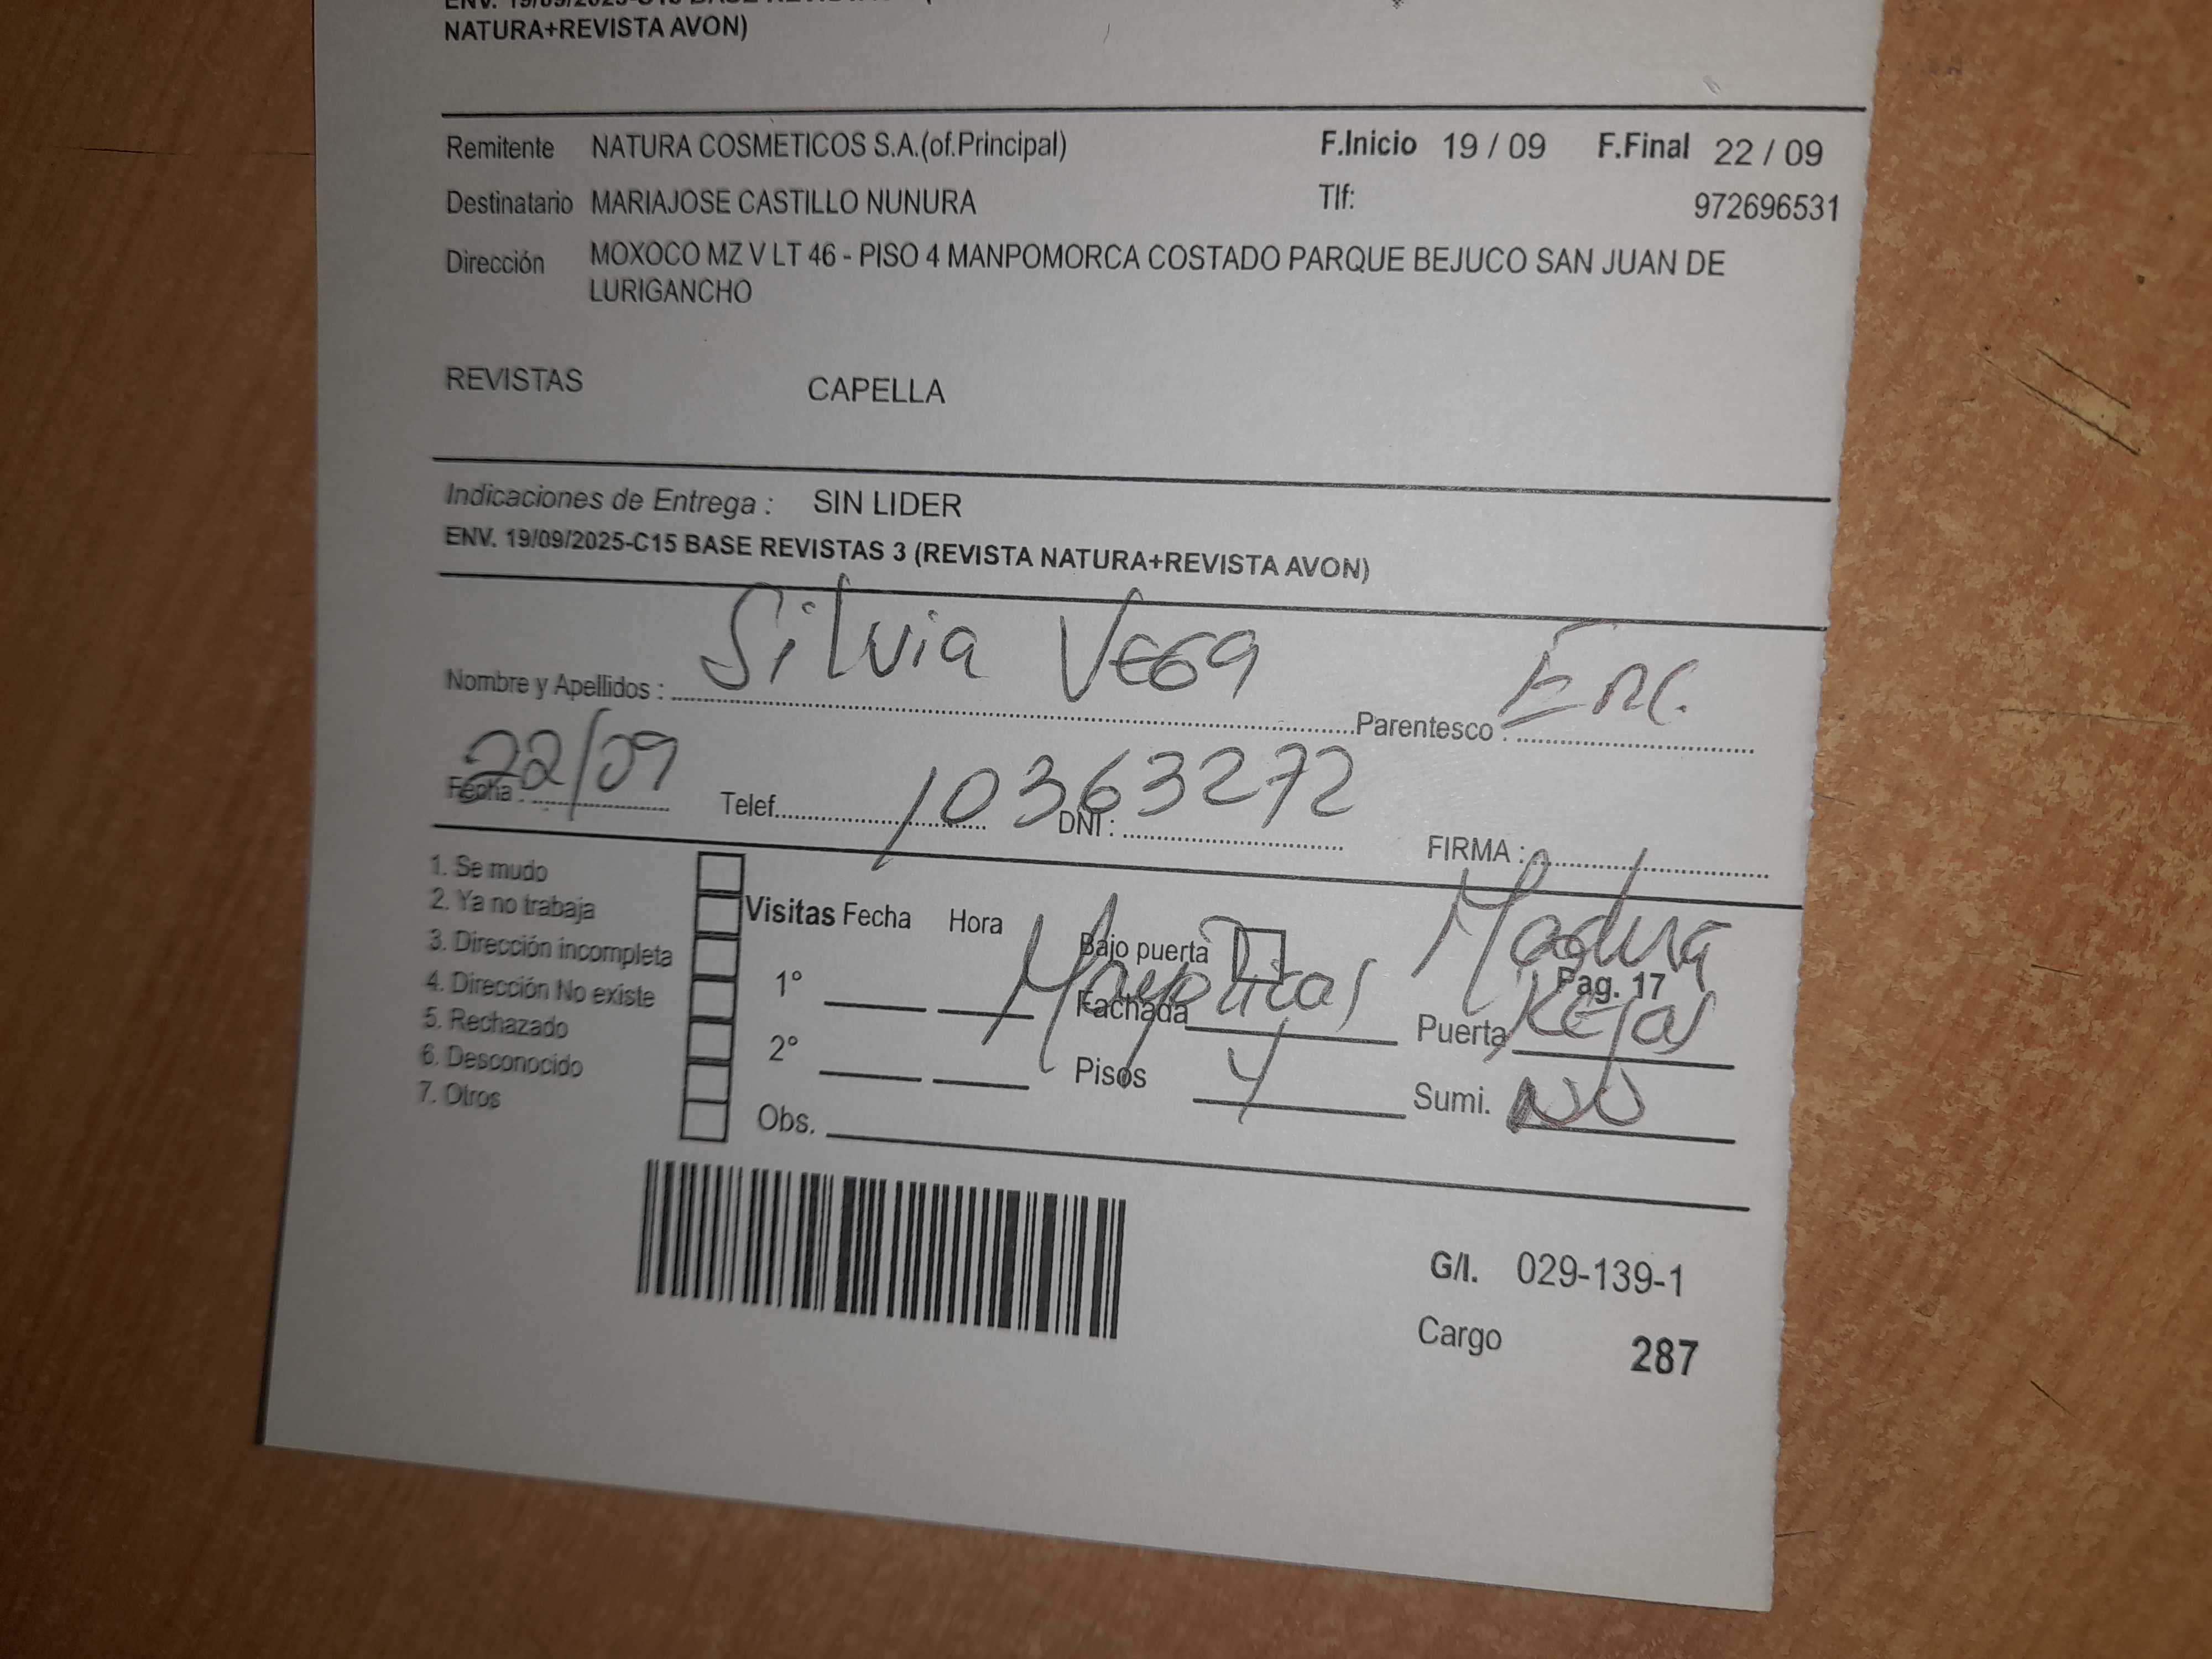 NATURA+REVISTA AVON)
Remitente NATURA COSMETICOS S.A.(of.Principal) F.Inicio 19 / 09 F.Final 22 / 09
Destinatario MARIAJOSE CASTILLO NUNURA Tlf: 972696531
Dirección MOXOCO MZ V LT 46 - PISO 4 MANPOMORCA COSTADO PARQUE BEJUCO SAN JUAN DE
LURIGANCHO
REVISTAS CAPELLA
Indicaciones de Entrega : SIN LIDER
ENV. 19/09/2025-C15 BASE REVISTAS 3 (REVISTA NATURA+REVISTA AVON)
Nombre y Apellidos : Silvia VEGA Parentesco : Enc.
Fecha : 22/09 Telef. DNI : 10363272 FIRMA :
1. Se mudo
2. Ya no trabaja
3. Dirección incompleta
4. Dirección No existe
5. Rechazado
6. Desconocido
7. Otros
Visitas Fecha Hora Bajo puerta
1° Fachada Mayolicas Puerta Madera Rejas
Pag. 17
2° Pisos 4 Sumi. NO
Obs.
G/I. 029-139-1
Cargo 287